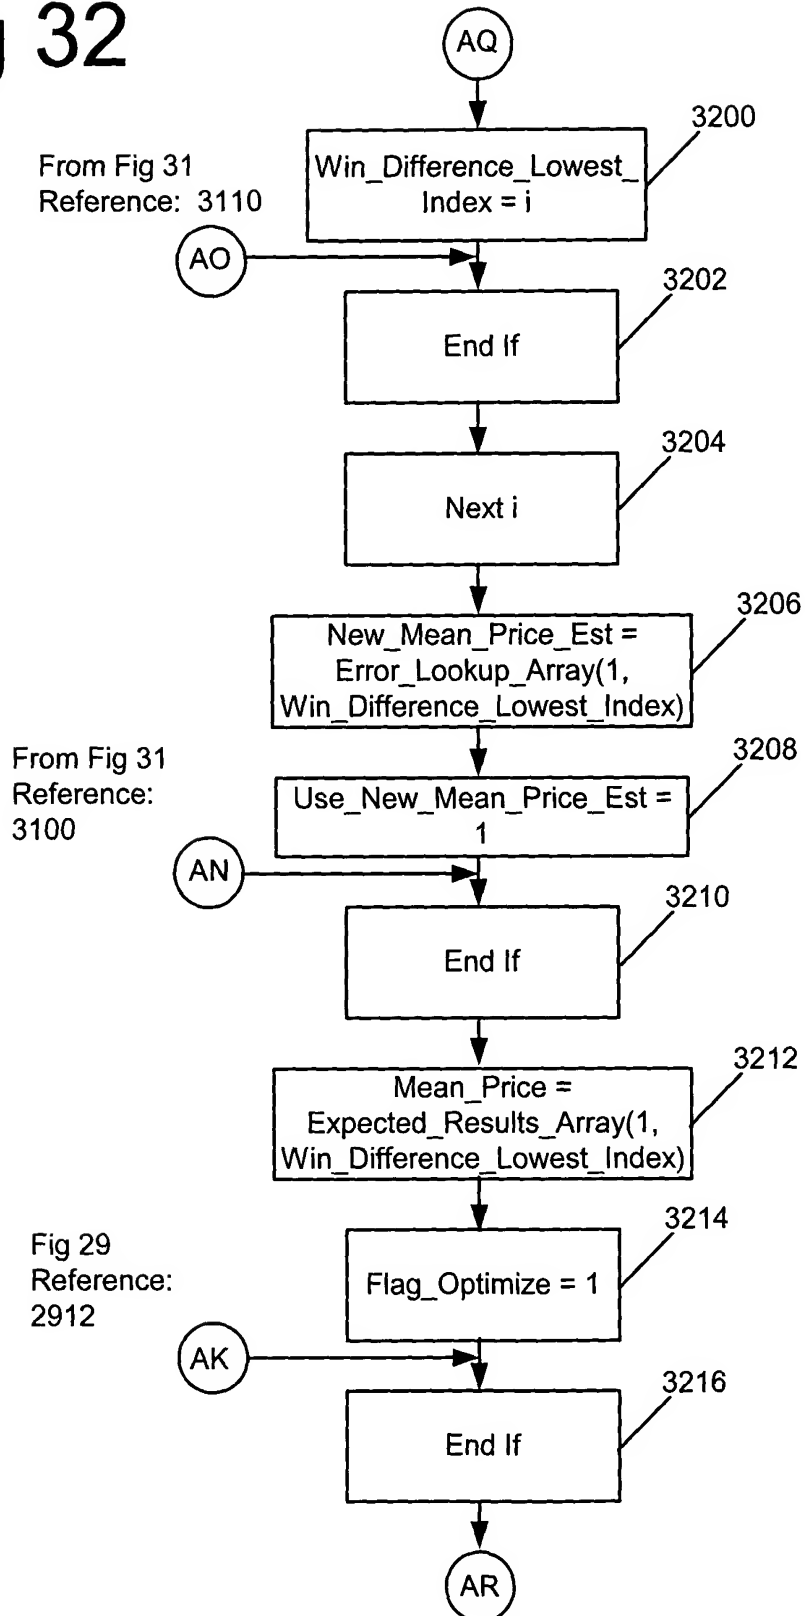 g 32
AQ
3200
From Fig 31
Reference: 3110
Win_Difference_Lowest_
Index = i
AO
3202
End If
3204
Next i
3206
New_Mean_Price_Est =
Error_Lookup_Array(1,
Win_Difference_Lowest_Index)
From Fig 31
Reference:
3100
3208
Use_New_Mean_Price_Est =
1
AN
3210
End If
3212
Mean_Price =
Expected_Results_Array(1,
Win_Difference_Lowest_Index)
3214
Fig 29
Reference:
2912
Flag_Optimize = 1
AK
3216
End If
AR